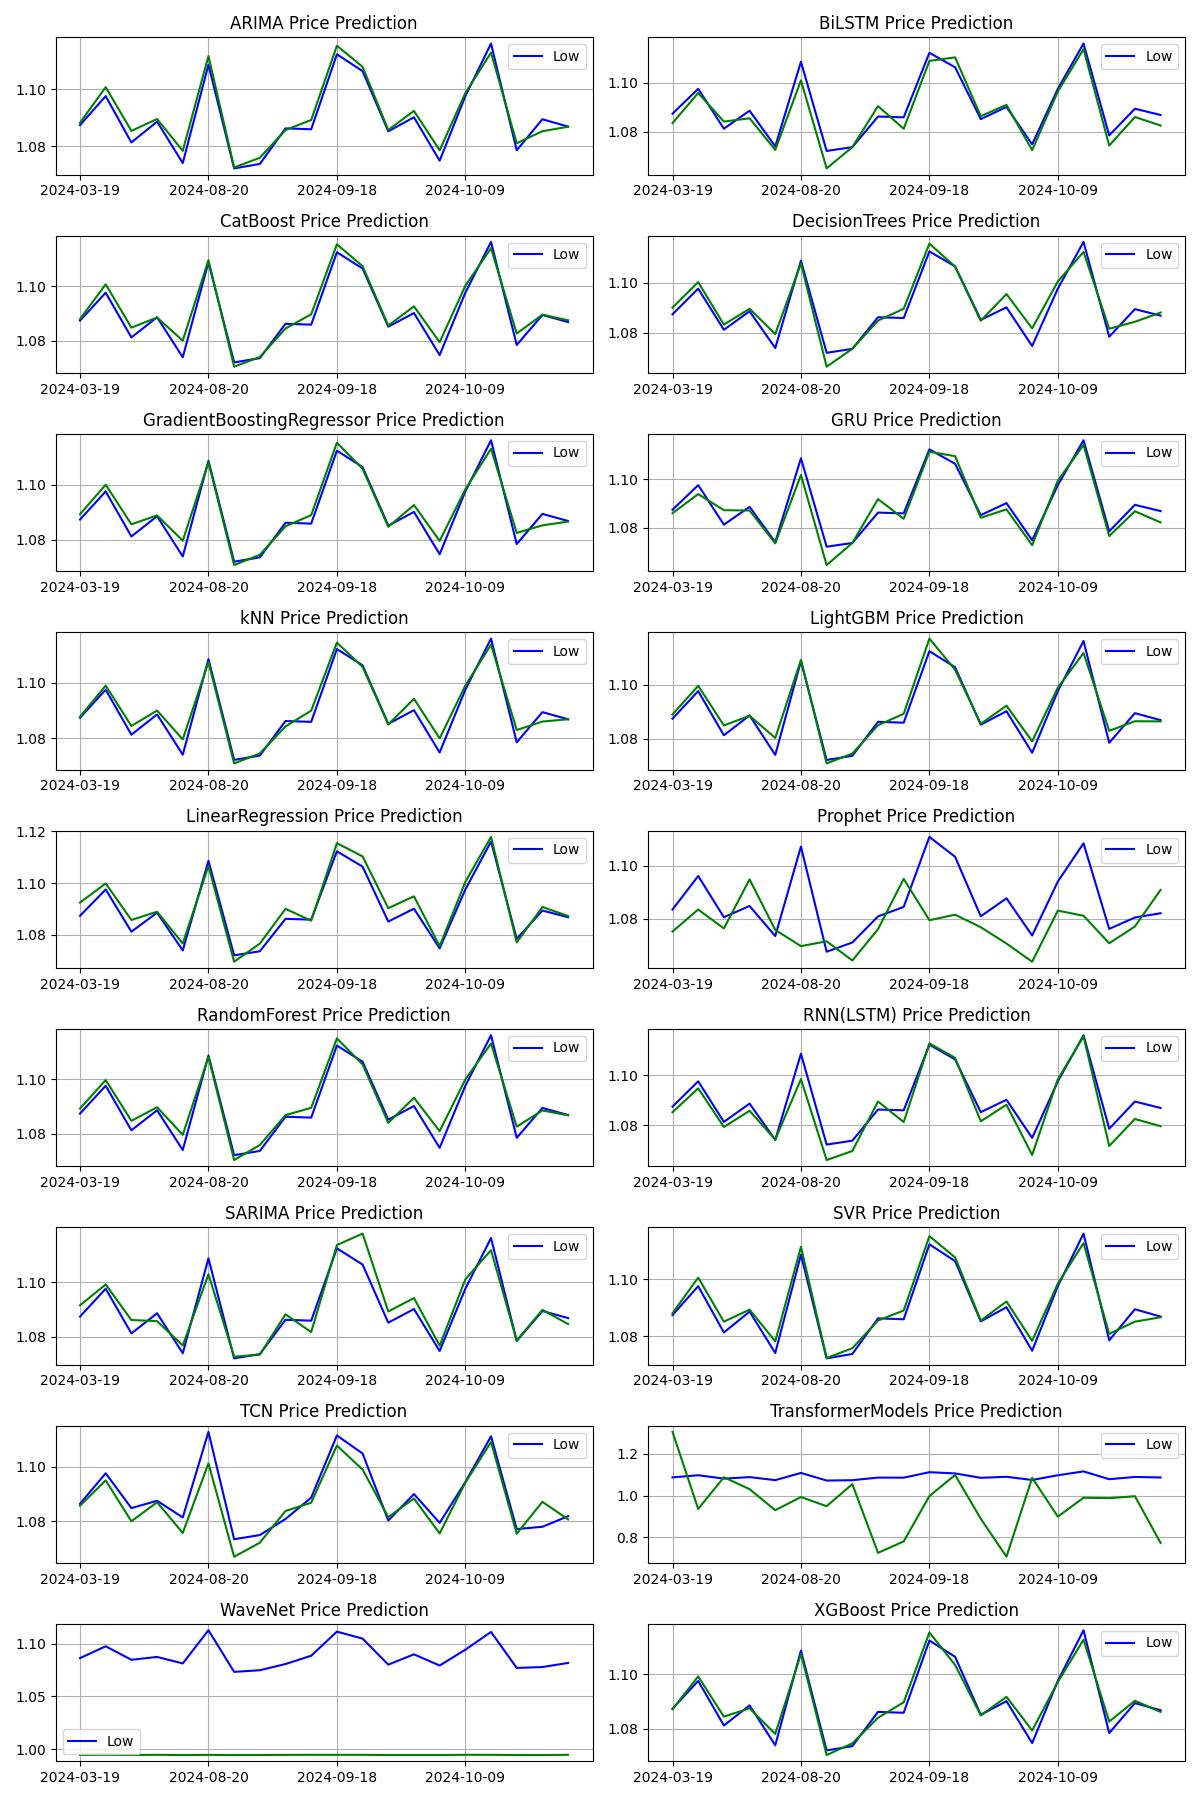 ARIMA Price Prediction
Low
1.10
1.08
2024-03-19 2024-08-20 2024-09-18 2024-10-09
BiLSTM Price Prediction
Low
1.10
1.08
2024-03-19 2024-08-20 2024-09-18 2024-10-09
CatBoost Price Prediction
Low
1.10
1.08
2024-03-19 2024-08-20 2024-09-18 2024-10-09
DecisionTrees Price Prediction
Low
1.10
1.08
2024-03-19 2024-08-20 2024-09-18 2024-10-09
GradientBoostingRegressor Price Prediction
Low
1.10
1.08
2024-03-19 2024-08-20 2024-09-18 2024-10-09
GRU Price Prediction
Low
1.10
1.08
2024-03-19 2024-08-20 2024-09-18 2024-10-09
kNN Price Prediction
Low
1.10
1.08
2024-03-19 2024-08-20 2024-09-18 2024-10-09
LightGBM Price Prediction
Low
1.10
1.08
2024-03-19 2024-08-20 2024-09-18 2024-10-09
LinearRegression Price Prediction
Low
1.12
1.10
1.08
2024-03-19 2024-08-20 2024-09-18 2024-10-09
Prophet Price Prediction
Low
1.10
1.08
2024-03-19 2024-08-20 2024-09-18 2024-10-09
RandomForest Price Prediction
Low
1.10
1.08
2024-03-19 2024-08-20 2024-09-18 2024-10-09
RNN(LSTM) Price Prediction
Low
1.10
1.08
2024-03-19 2024-08-20 2024-09-18 2024-10-09
SARIMA Price Prediction
Low
1.10
1.08
2024-03-19 2024-08-20 2024-09-18 2024-10-09
SVR Price Prediction
Low
1.10
1.08
2024-03-19 2024-08-20 2024-09-18 2024-10-09
TCN Price Prediction
Low
1.10
1.08
2024-03-19 2024-08-20 2024-09-18 2024-10-09
TransformerModels Price Prediction
Low
1.2
1.0
0.8
2024-03-19 2024-08-20 2024-09-18 2024-10-09
WaveNet Price Prediction
1.10
1.05
1.00
Low
2024-03-19 2024-08-20 2024-09-18 2024-10-09
XGBoost Price Prediction
Low
1.10
1.08
2024-03-19 2024-08-20 2024-09-18 2024-10-09